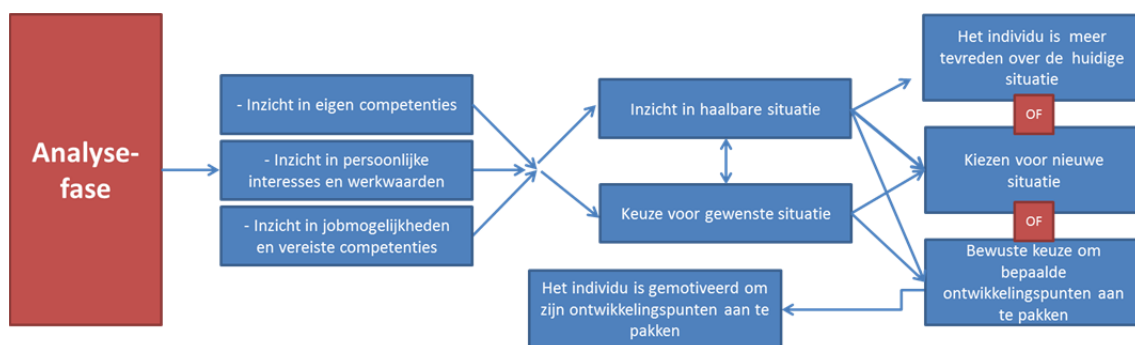 Analyse-
fase
- Inzicht in eigen competenties
- Inzicht in persoonlijke
interesses en werkwaarden
- Inzicht in jobmogelijkheden
en vereiste competenties
Inzicht in haalbare situatie
Keuze voor gewenste situatie
Het individu is meer
tevreden over de huidige
situatie
OF
Kiezen voor nieuwe
situatie
OF
Bewuste keuze om
bepaalde
ontwikkelingspunten aan
te pakken
Het individu is gemotiveerd om
zijn ontwikkelingspunten aan te
pakken